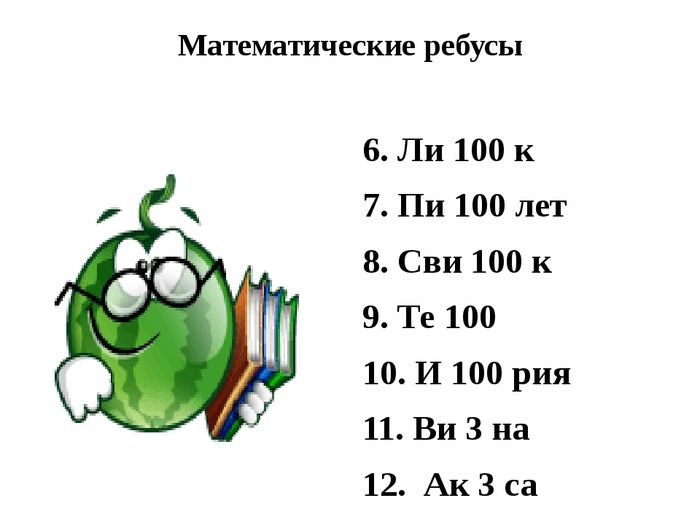 Математические ребусы
6. Ли 100 к
7. Пи 100 лет
8. Сви 100 к
9. Те 100
10. И 100 рия
11. Ви 3 на
12. Ак 3 са